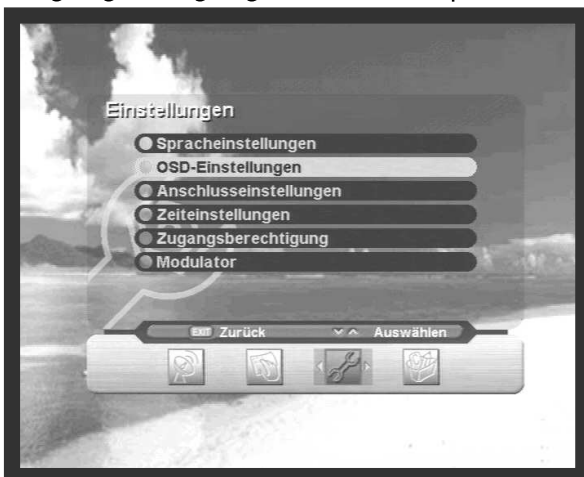 Einstellungen
Spracheinstellungen
OSD-Einstellungen
Anschlusseinstellungen
Zeiteinstellungen
Zugangsberechtigung
Modulator
EXIT Zurück Auswählen